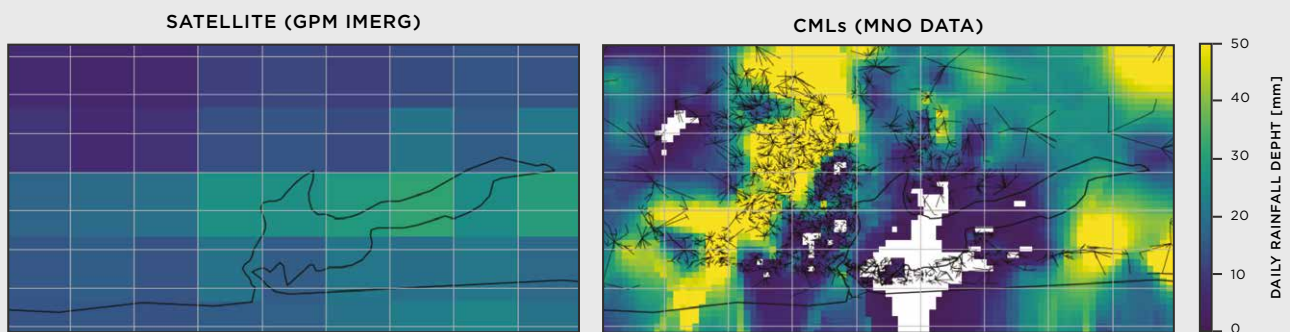 SATELLITE (GPM IMERG)
CMLs (MNO DATA)
50
40
30
20
10
0
DAILY RAINFALL DEPHT [mm]